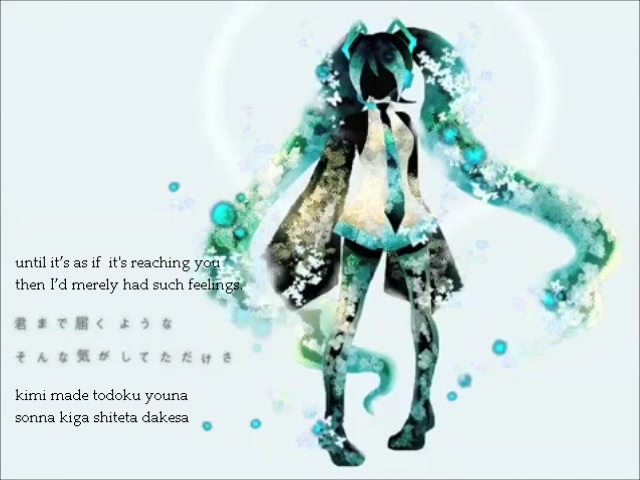 until it's as if  it's reaching you
then I'd merely had such feelings.
君まで届くような
そんな気がしてただけさ
kimi made todoku youna
sonna kiga shiteta dakesa